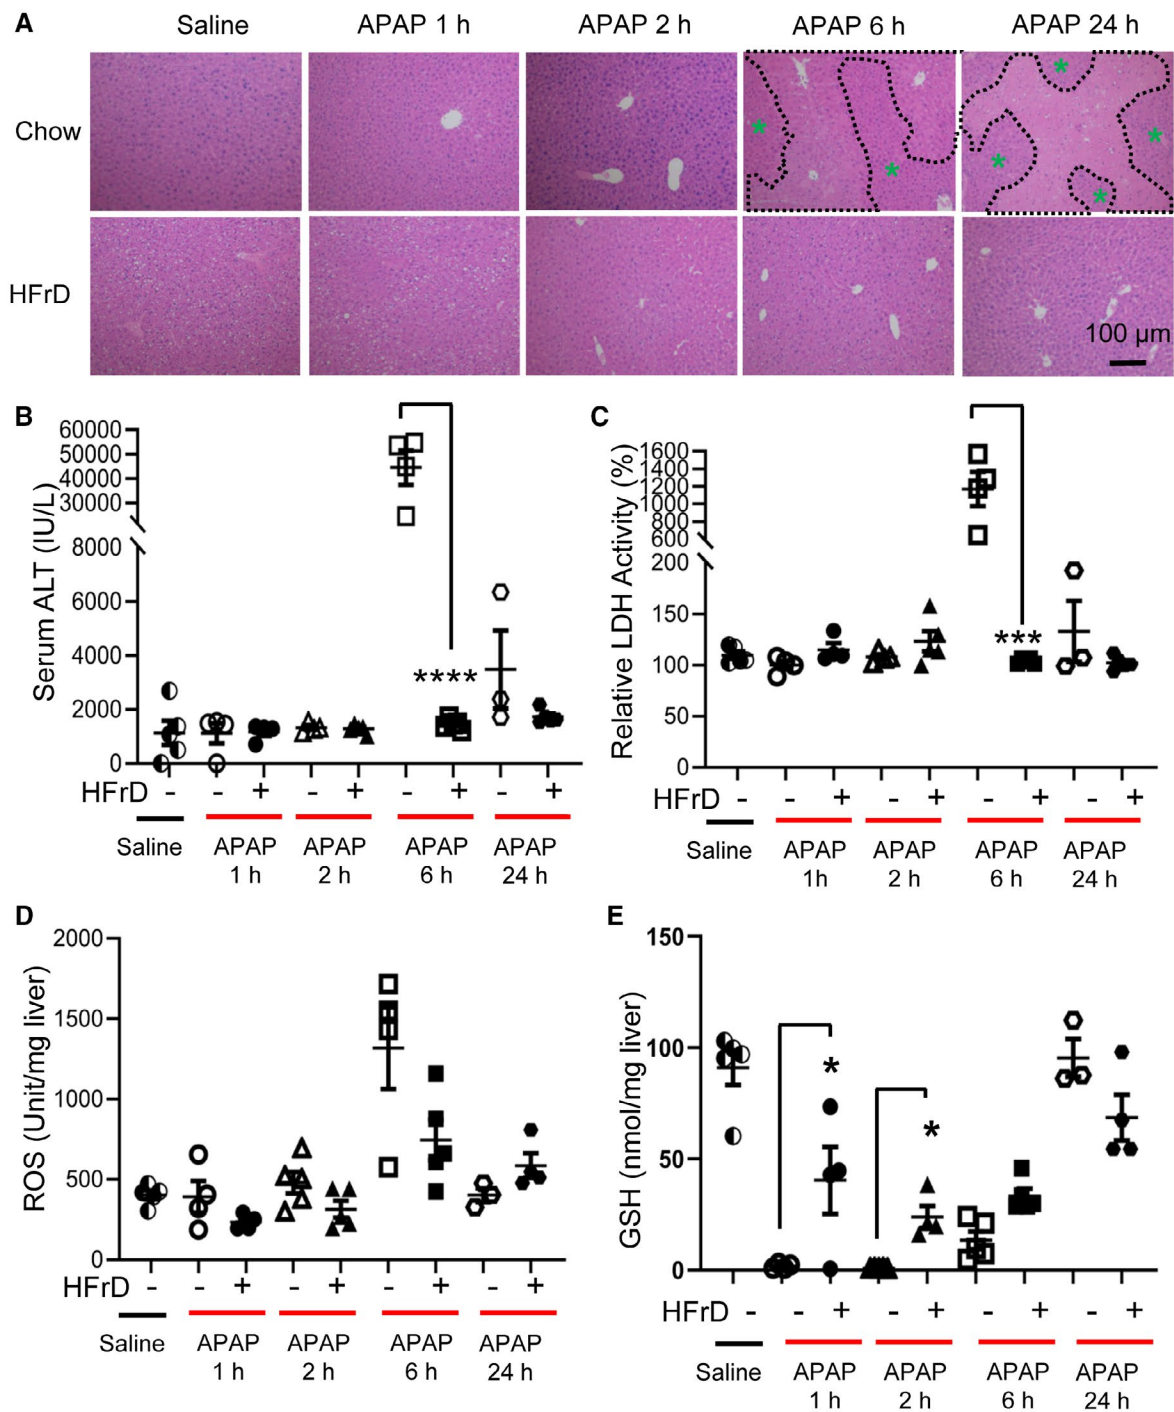 A
Saline
APAP 1 h
APAP 2 h
APAP 6 h
APAP 24 h
Chow
* * * * * *
HFrD
100 µm
B
Serum ALT (IU/L)
60000
50000
40000
30000
8000
6000
4000
2000
0
****
HFrD - - + - + - + - +
Saline APAP APAP APAP APAP
1 h 2 h 6 h 24 h
C
Relative LDH Activity (%)
1600
1400
1200
1000
800
600
200
150
100
50
0
***
HFrD - - + - + - + - +
Saline APAP APAP APAP APAP
1h 2 h 6 h 24 h
D
ROS (Unit/mg liver)
2000
1500
1000
500
0
HFrD - - + - + - + - +
Saline APAP APAP APAP APAP
1 h 2 h 6 h 24 h
E
GSH (nmol/mg liver)
150
100
50
0
*
*
HFrD - - + - + - + - +
Saline APAP APAP APAP APAP
1 h 2 h 6 h 24 h